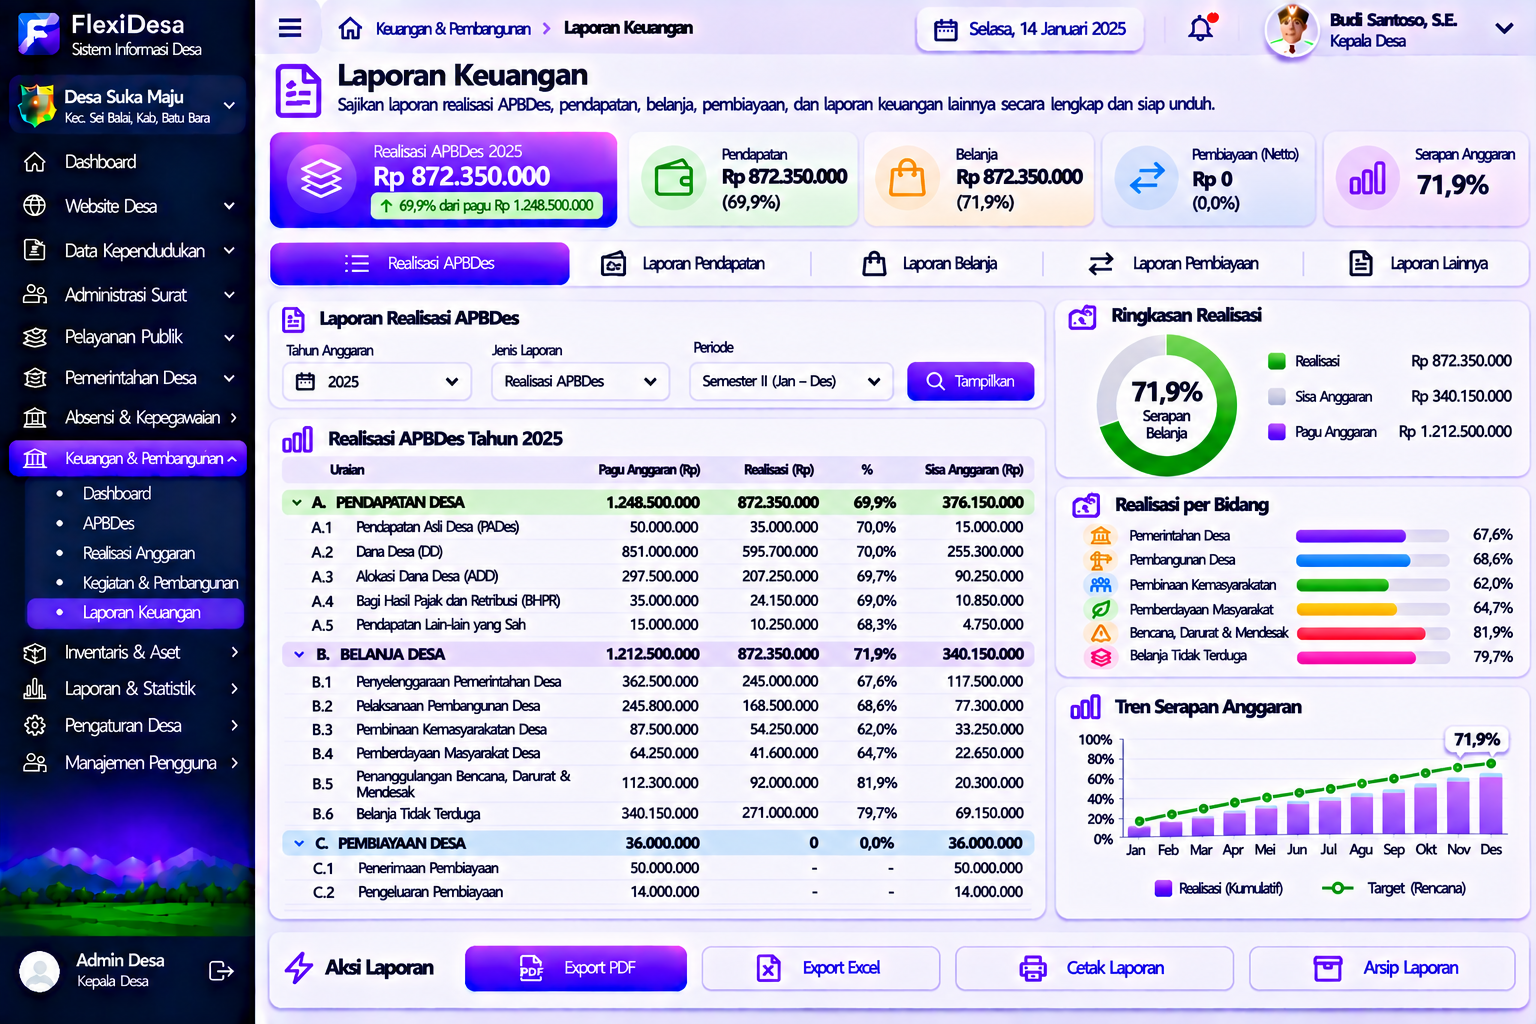 FlexiDesa
Sistem Informasi Desa
Desa Suka Maju
Kec. Sei Balai, Kab, Batu Bara
Dashboard
Website Desa
Data Kependudukan
Administrasi Surat
Pelayanan Publik
Pemerintahan Desa
Absensi & Kepegawaian
Keuangan & Pembangunan
Dashboard
APBDes
Realisasi Anggaran
Kegiatan & Pembangunan
Laporan Keuangan
Inventaris & Aset
Laporan & Statistik
Pengaturan Desa
Manajemen Pengguna
Admin Desa
Kepala Desa
Keuangan & Pembangunan > Laporan Keuangan
Selasa, 14 Januari 2025
Budi Santoso, S.E.
Kepala Desa
Laporan Keuangan
Sajikan laporan realisasi APBDes, pendapatan, belanja, pembiayaan, dan laporan keuangan lainnya secara lengkap dan siap unduh.
Realisasi APBDes 2025
Rp 872.350.000
↑ 69,9% dari pagu Rp 1.248.500.000
Pendapatan
Rp 872.350.000
(69,9%)
Belanja
Rp 872.350.000
(71,9%)
Pembiayaan (Netto)
Rp 0
(0,0%)
Serapan Anggaran
71,9%
Realisasi APBDes
Laporan Pendapatan
Laporan Belanja
Laporan Pembiayaan
Laporan Lainnya
Laporan Realisasi APBDes
Tahun Anggaran
2025
Jenis Laporan
Realisasi APBDes
Periode
Semester II (Jan – Des)
Tampilkan
Realisasi APBDes Tahun 2025
Uraian Pagu Anggaran (Rp) Realisasi (Rp) % Sisa Anggaran (Rp)
A. PENDAPATAN DESA 1.248.500.000 872.350.000 69,9% 376.150.000
A.1 Pendapatan Asli Desa (PADes) 50.000.000 35.000.000 70,0% 15.000.000
A.2 Dana Desa (DD) 851.000.000 595.700.000 70,0% 255.300.000
A.3 Alokasi Dana Desa (ADD) 297.500.000 207.250.000 69,7% 90.250.000
A.4 Bagi Hasil Pajak dan Retribusi (BHPR) 35.000.000 24.150.000 69,0% 10.850.000
A.5 Pendapatan Lain-lain yang Sah 15.000.000 10.250.000 68,3% 4.750.000
B. BELANJA DESA 1.212.500.000 872.350.000 71,9% 340.150.000
B.1 Penyelenggaraan Pemerintahan Desa 362.500.000 245.000.000 67,6% 117.500.000
B.2 Pelaksanaan Pembangunan Desa 245.800.000 168.500.000 68,6% 77.300.000
B.3 Pembinaan Kemasyarakatan Desa 87.500.000 54.250.000 62,0% 33.250.000
B.4 Pemberdayaan Masyarakat Desa 64.250.000 41.600.000 64,7% 22.650.000
B.5 Penanggulangan Bencana, Darurat & Mendesak 112.300.000 92.000.000 81,9% 20.300.000
B.6 Belanja Tidak Terduga 340.150.000 271.000.000 79,7% 69.150.000
C. PEMBIAYAAN DESA 36.000.000 0 0,0% 36.000.000
C.1 Penerimaan Pembiayaan 50.000.000 - - 50.000.000
C.2 Pengeluaran Pembiayaan 14.000.000 - - 14.000.000
Ringkasan Realisasi
71,9%
Serapan
Belanja
Realisasi Rp 872.350.000
Sisa Anggaran Rp 340.150.000
Pagu Anggaran Rp 1.212.500.000
Realisasi per Bidang
Pemerintahan Desa 67,6%
Pembangunan Desa 68,6%
Pembinaan Kemasyarakatan 62,0%
Pemberdayaan Masyarakat 64,7%
Bencana, Darurat & Mendesak 81,9%
Belanja Tidak Terduga 79,7%
Tren Serapan Anggaran
71,9%
100%
80%
60%
40%
20%
0%
Jan Feb Mar Apr Mei Jun Jul Agu Sep Okt Nov Des
Realisasi (Kumulatif) Target (Rencana)
Aksi Laporan
PDF Export PDF
Export Excel
Cetak Laporan
Arsip Laporan